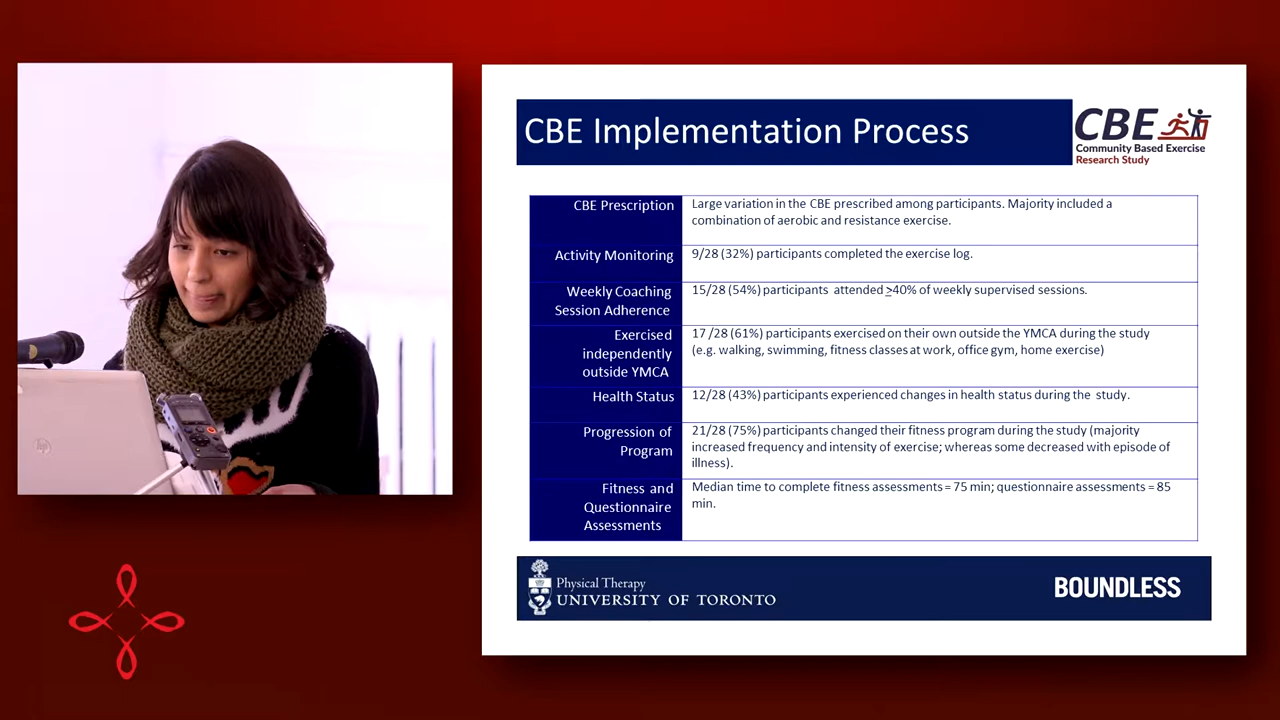 CBE Implementation Process
CBE
Community Based Exercise
Research Study
CBE Prescription
Large variation in the CBE prescribed among participants. Majority included a
combination of aerobic and resistance exercise.
Activity Monitoring
9/28 (32%) participants completed the exercise log.
Weekly Coaching
Session Adherence
15/28 (54%) participants attended ≥40% of weekly supervised sessions.
Exercised
independently
outside YMCA
17 /28 (61%) participants exercised on their own outside the YMCA during the study
(e.g. walking, swimming, fitness classes at work, office gym, home exercise)
Health Status
12/28 (43%) participants experienced changes in health status during the study.
Progression of
Program
21/28 (75%) participants changed their fitness program during the study (majority
increased frequency and intensity of exercise; whereas some decreased with episode of
illness).
Fitness and
Questionnaire
Assessments
Median time to complete fitness assessments = 75 min; questionnaire assessments = 85
min.
Physical Therapy
UNIVERSITY OF TORONTO
BOUNDLESS
hp